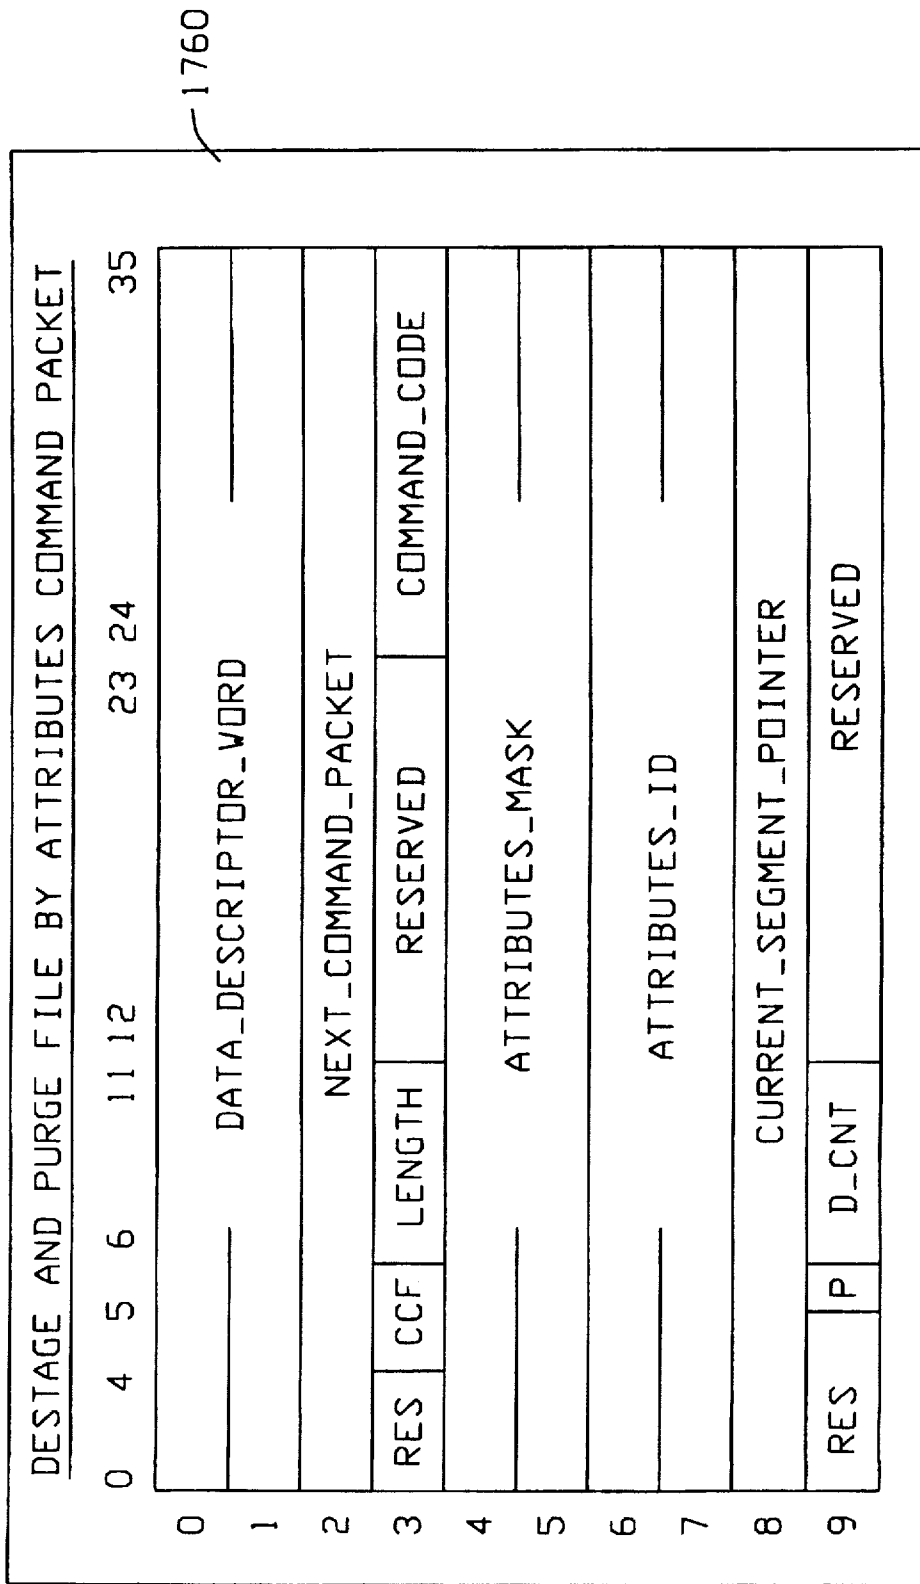 DESTAGE AND PURGE FILE BY ATTRIBUTES COMMAND PACKET
1760
0 4 5 6 11 12 23 24 35
0 DATA_DESCRIPTOR_WORD
1
2 NEXT_COMMAND_PACKET
3 RES CCF LENGTH RESERVED COMMAND_CODE
4 ATTRIBUTES_MASK
5
6 ATTRIBUTES_ID
7
8 CURRENT_SEGMENT_POINTER
9 RES P D_CNT RESERVED